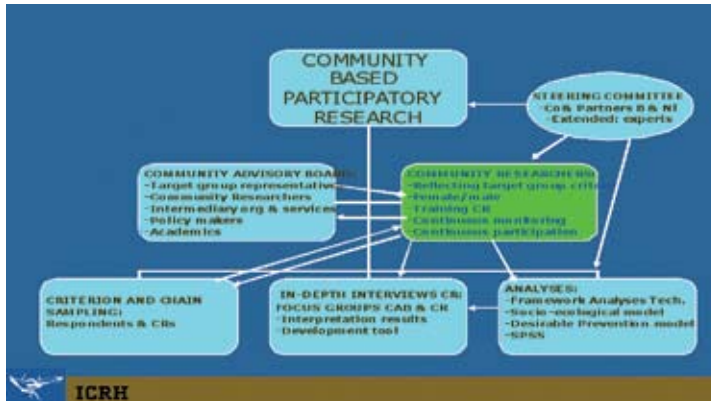 COMMUNITY
BASED
PARTICIPATORY
RESEARCH
STEERING COMMITTEE
-Co& Partners B & Nl
-Extended: experts
COMMUNITY ADVISORY BOARD:
-Target group representatives
-Community Researchers
-Intermediary org & services
-Policy makers
-Academics
COMMUNITY RESEARCHERS:
-Reflecting target group crit
-Female/male
-Training CR
-Continuous monitoring
-Continuous participation
CRITERION AND CHAIN
SAMPLING:
Respondents & CRs
IN-DEPTH INTERVIEWS CR:
FOCUS GROUPS CAB & CR
-Interpretation results
-Development tool
ANALYSES:
-Framework Analyses Tech.
-Socio-ecological model
-Desirable Prevention model
-SPSS
ICRH